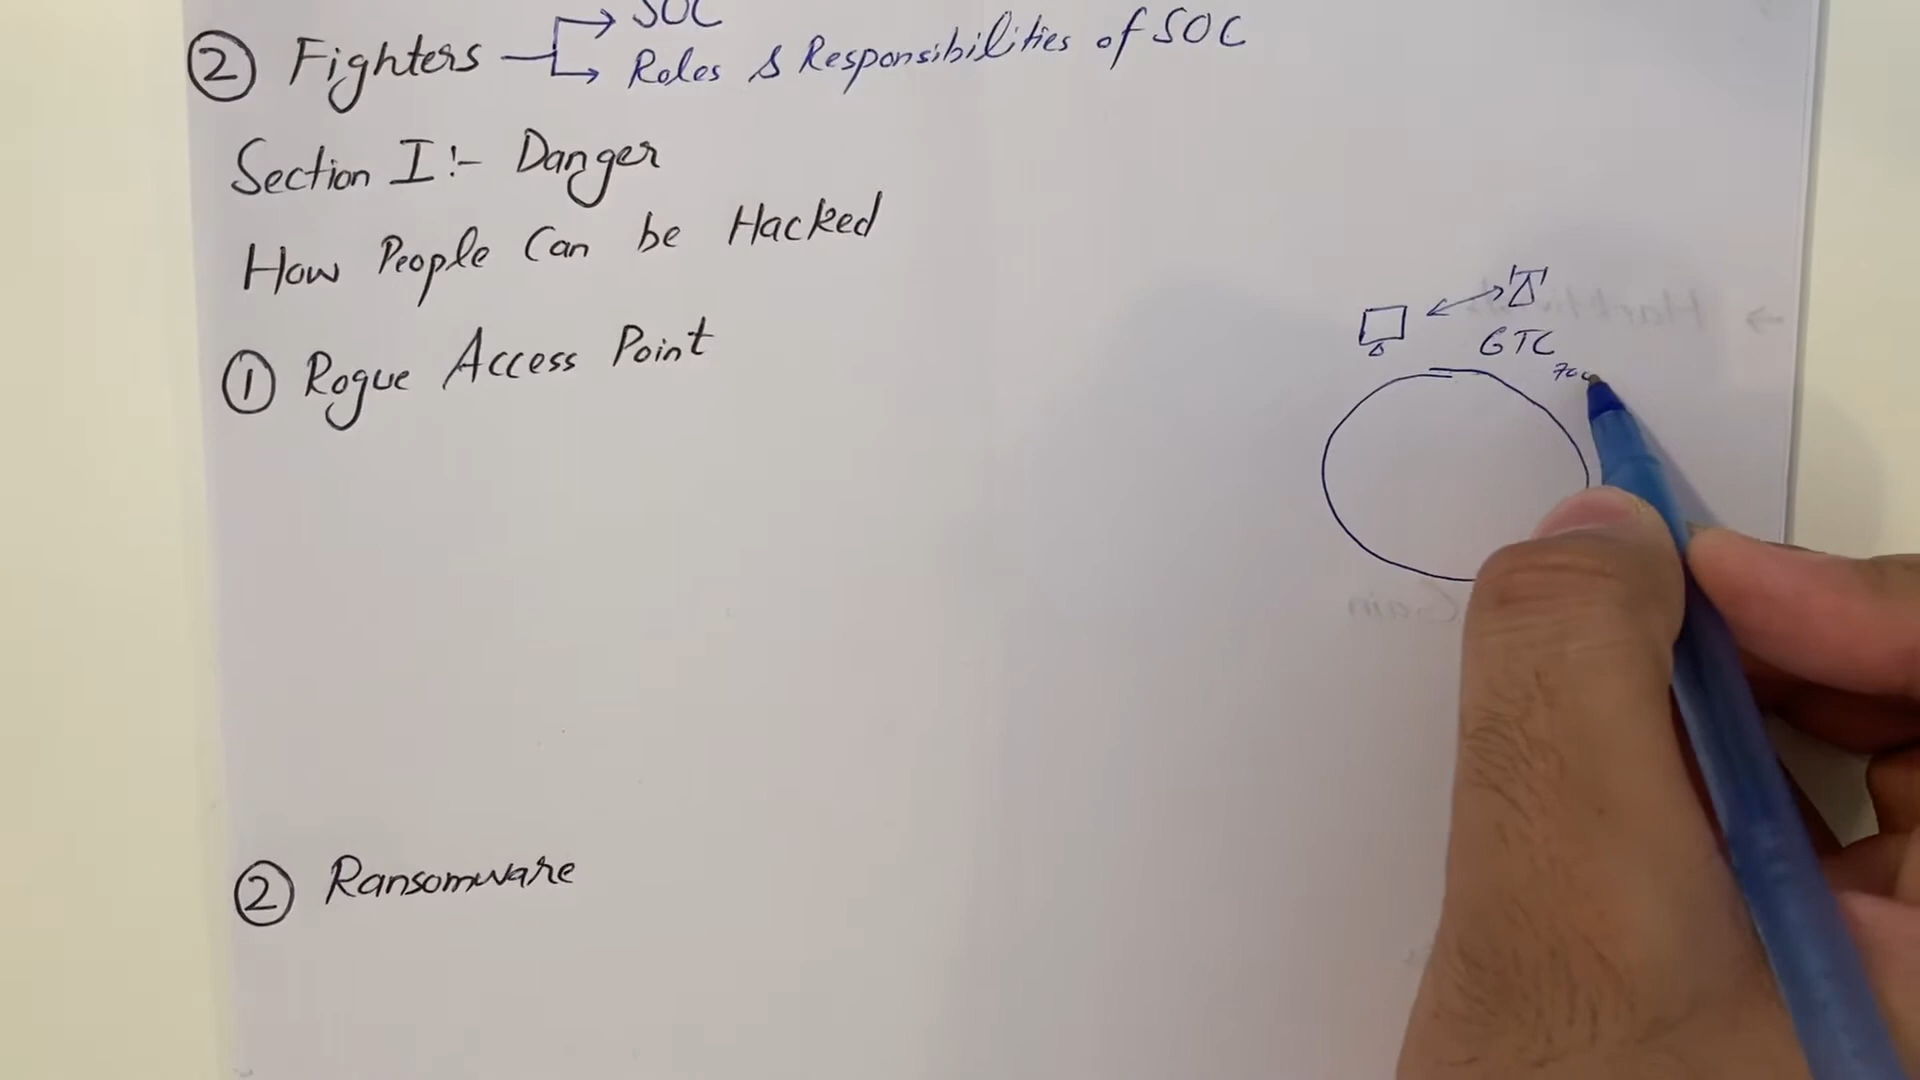 SOC
② Fighters
Roles & Responsibilities of SOC
Section I :- Danger
How People Can be Hacked
① Rogue Access Point
GTC
② Ransomware